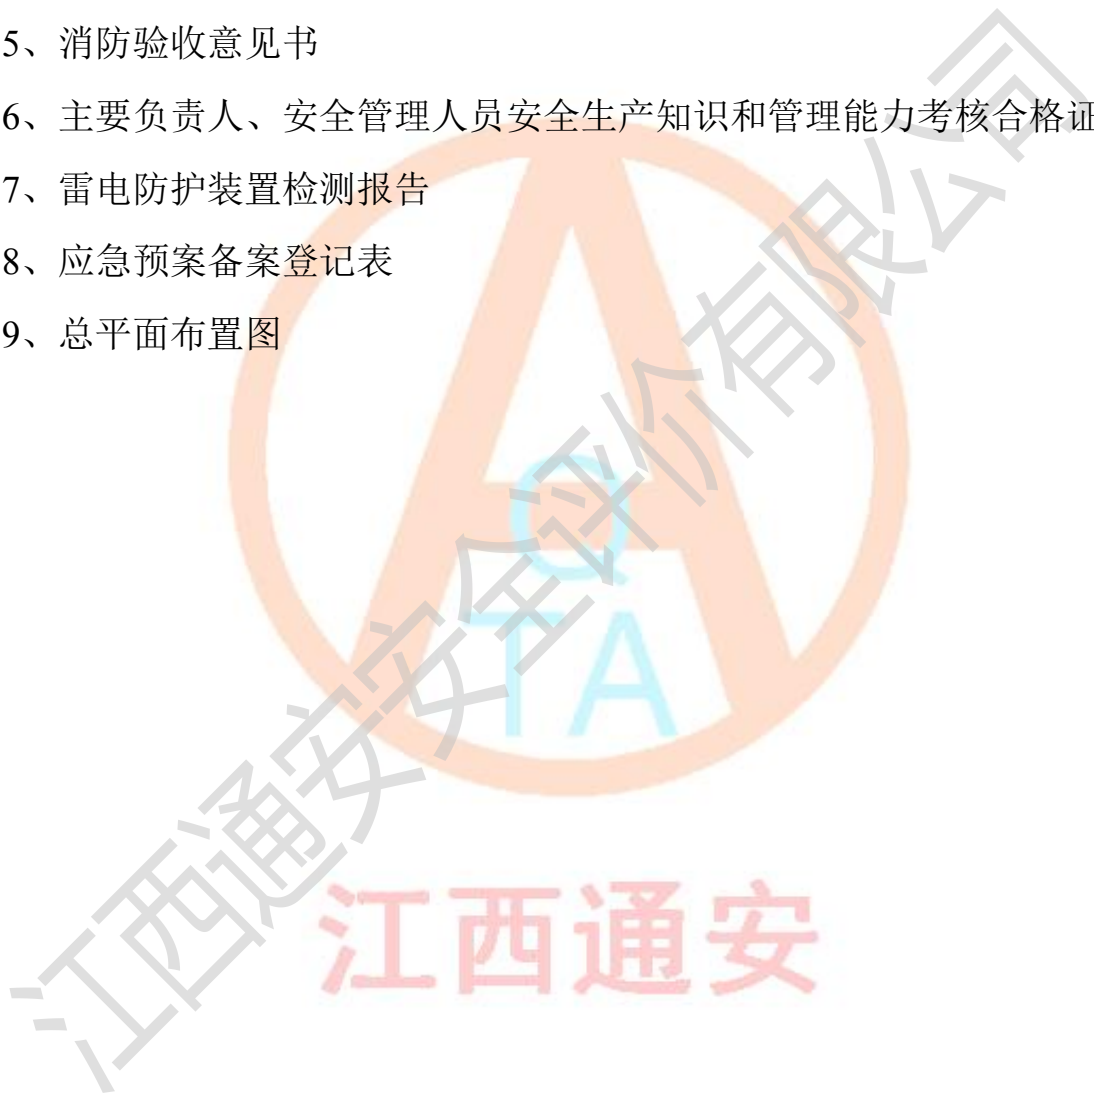 5、消防验收意见书
6、主要负责人、安全管理人员安全生产知识和管理能力考核合格证
7、雷电防护装置检测报告
8、应急预案备案登记表
9、总平面布置图
A
Q
TA
江西通安
江西通安安全评价有限公司